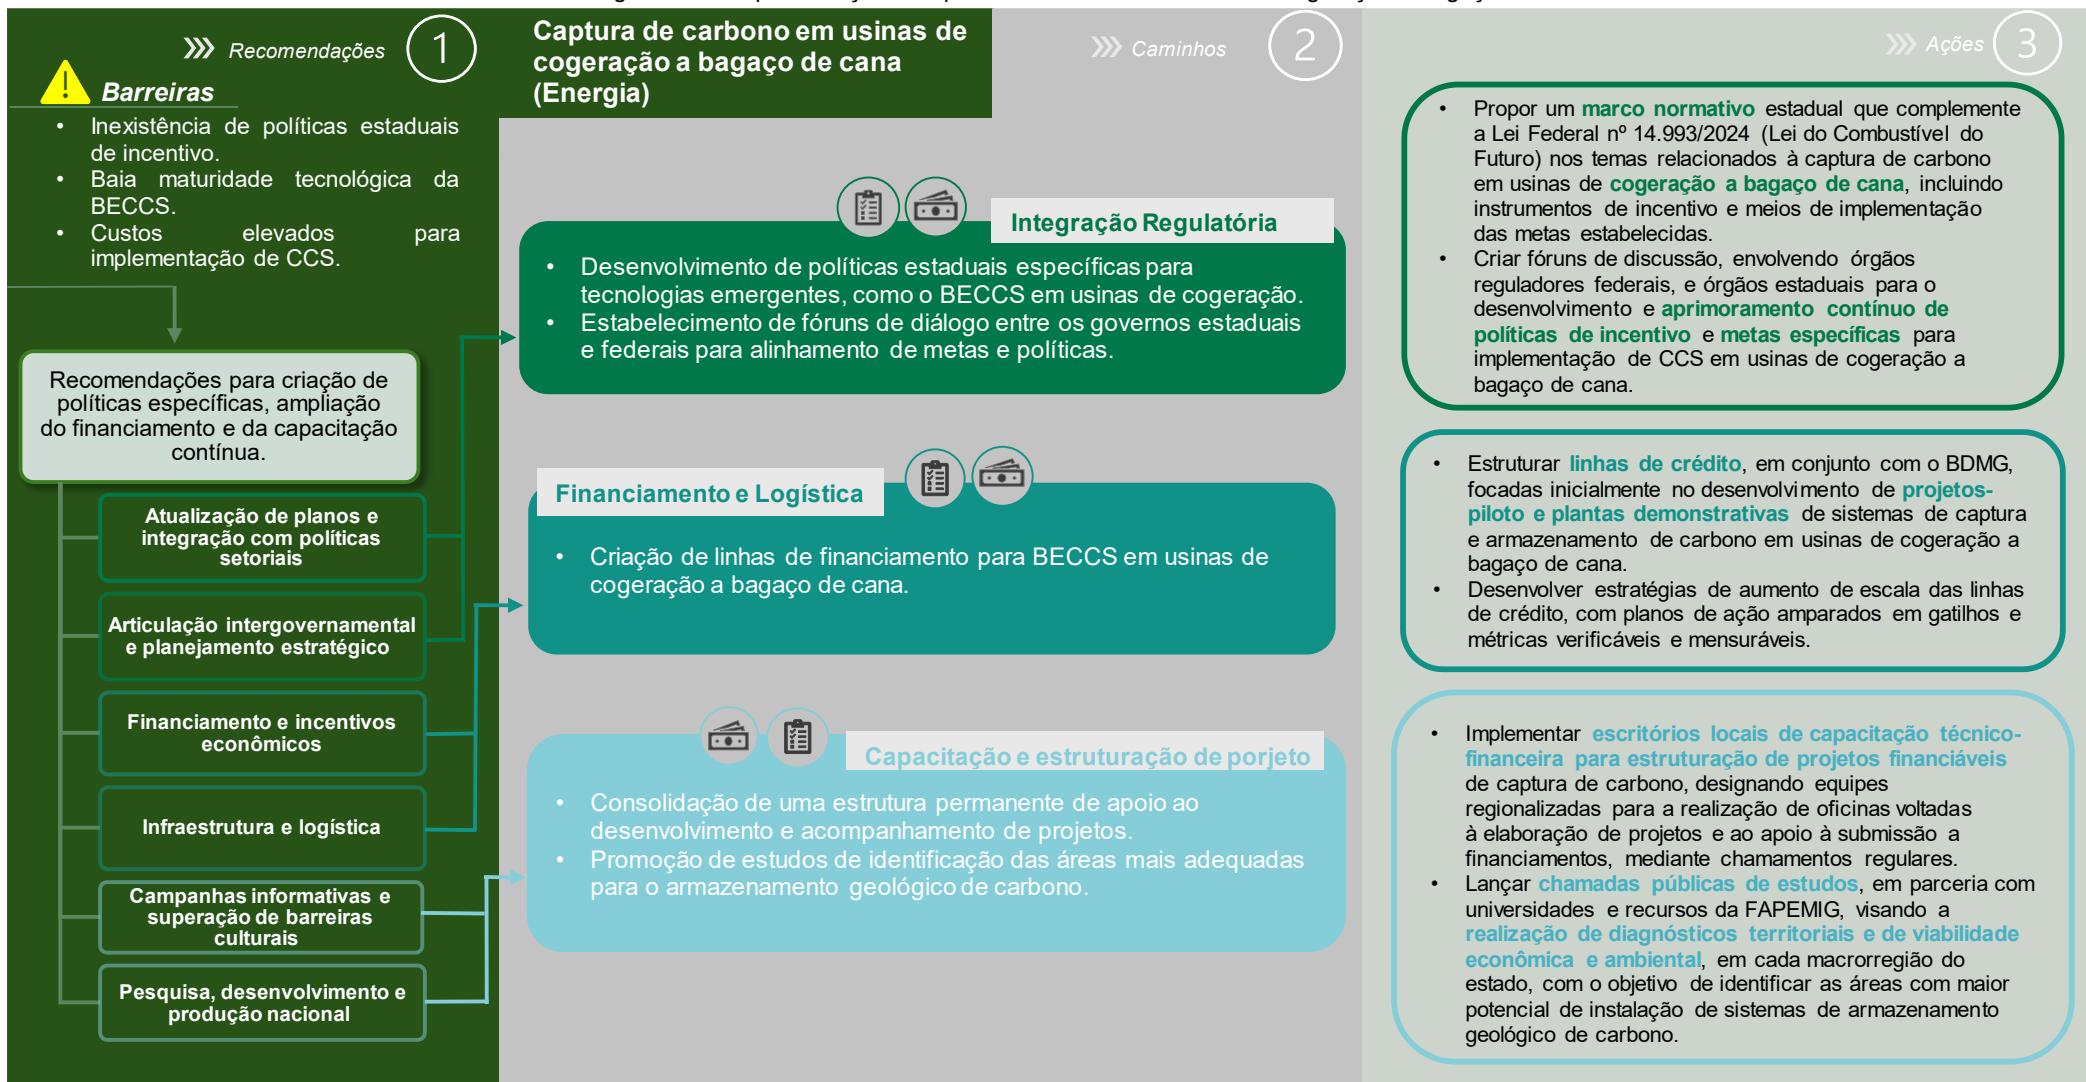 Recomendações
1
Barreiras
• Inexistência de políticas estaduais
de incentivo.
• Baia maturidade tecnológica da
BECCS.
• Custos elevados para
implementação de CCS.
Recomendações para criação de
políticas específicas, ampliação
do financiamento e da capacitação
contínua.
Atualização de planos e
integração com políticas
setoriais
Articulação intergovernamental
e planejamento estratégico
Financiamento e incentivos
econômicos
Infraestrutura e logística
Campanhas informativas e
superação de barreiras
culturais
Pesquisa, desenvolvimento e
produção nacional
Captura de carbono em usinas de
cogeração a bagaço de cana
(Energia)
Caminhos
2
Integração Regulatória
• Desenvolvimento de políticas estaduais específicas para
tecnologias emergentes, como o BECCS em usinas de cogeração.
• Estabelecimento de fóruns de diálogo entre os governos estaduais
e federais para alinhamento de metas e políticas.
Financiamento e Logística
• Criação de linhas de financiamento para BECCS em usinas de
cogeração a bagaço de cana.
Capacitação e estruturação de porjeto
• Consolidação de uma estrutura permanente de apoio ao
desenvolvimento e acompanhamento de projetos.
• Promoção de estudos de identificação das áreas mais adequadas
para o armazenamento geológico de carbono.
Ações
3
• Propor um marco normativo estadual que complemente
a Lei Federal nº 14.993/2024 (Lei do Combustível do
Futuro) nos temas relacionados à captura de carbono
em usinas de cogeração a bagaço de cana, incluindo
instrumentos de incentivo e meios de implementação
das metas estabelecidas.
• Criar fóruns de discussão, envolvendo órgãos
reguladores federais, e órgãos estaduais para o
desenvolvimento e aprimoramento contínuo de
políticas de incentivo e metas específicas para
implementação de CCS em usinas de cogeração a
bagaço de cana.
• Estruturar linhas de crédito, em conjunto com o BDMG,
focadas inicialmente no desenvolvimento de projetos-
piloto e plantas demonstrativas de sistemas de captura
e armazenamento de carbono em usinas de cogeração a
bagaço de cana.
• Desenvolver estratégias de aumento de escala das linhas
de crédito, com planos de ação amparados em gatilhos e
métricas verificáveis e mensuráveis.
• Implementar escritórios locais de capacitação técnico-
financeira para estruturação de projetos financiáveis
de captura de carbono, designando equipes
regionalizadas para a realização de oficinas voltadas
à elaboração de projetos e ao apoio à submissão a
financiamentos, mediante chamamentos regulares.
• Lançar chamadas públicas de estudos, em parceria com
universidades e recursos da FAPEMIG, visando a
realização de diagnósticos territoriais e de viabilidade
econômica e ambiental, em cada macrorregião do
estado, com o objetivo de identificar as áreas com maior
potencial de instalação de sistemas de armazenamento
geológico de carbono.